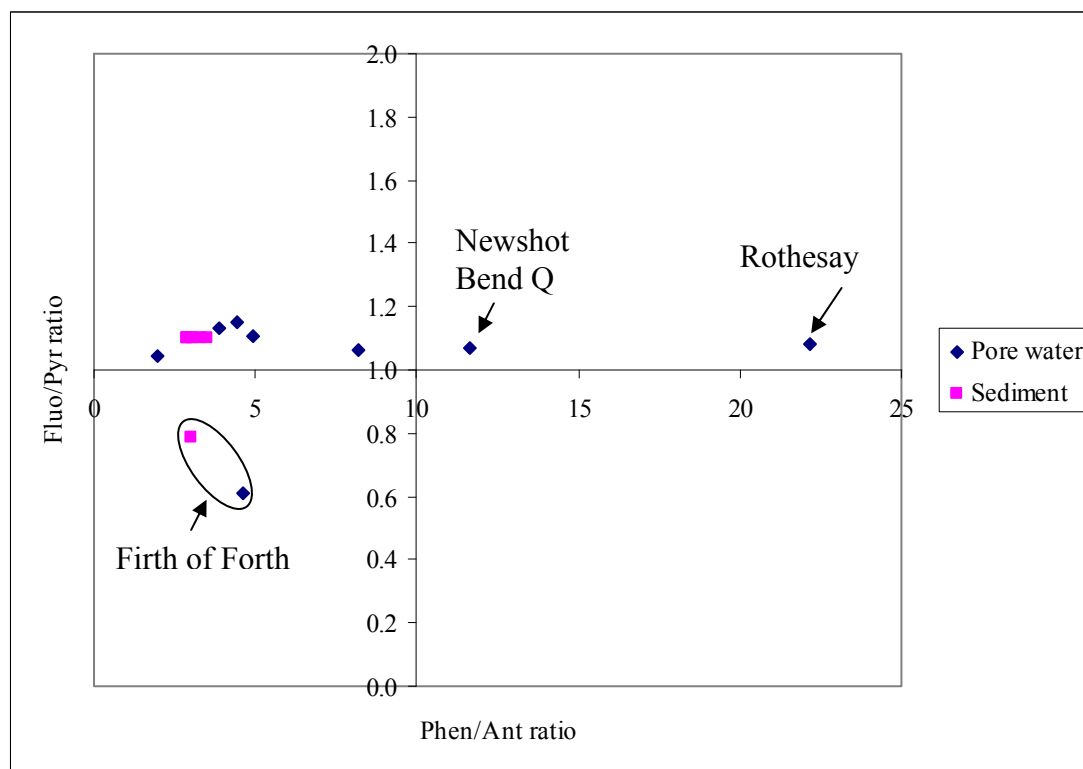 2.0
1.8
1.6
1.4
1.2
1.0
0.8
0.6
0.4
0.2
0.0
Fluo/Pyr ratio
Newshot
Bend Q
Rothesay
0
5
10
15
20
25
Firth of Forth
Phen/Ant ratio
Pore water
Sediment